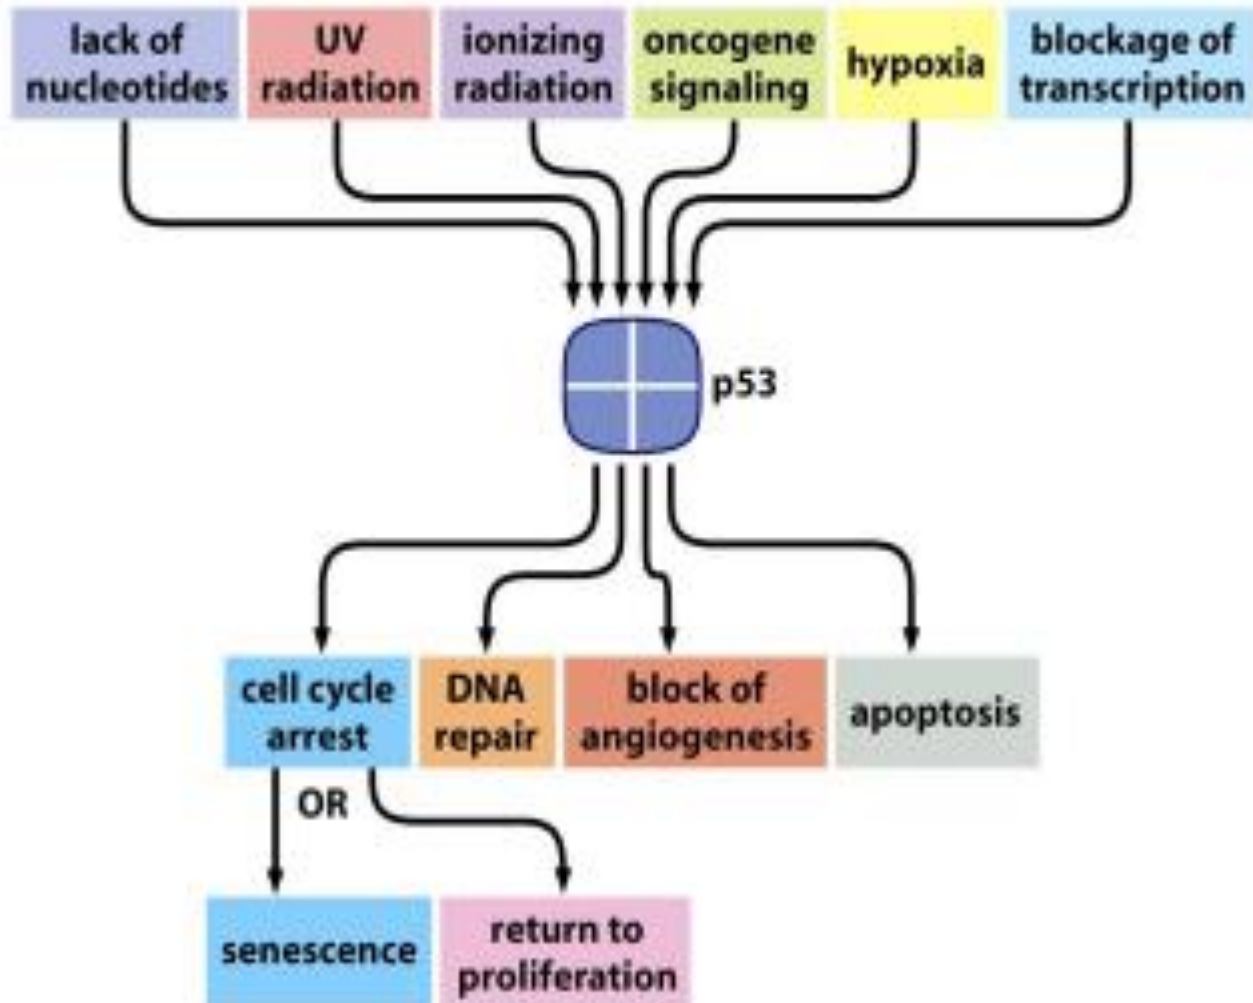 lack of
nucleotides
UV
radiation
ionizing
radiation
oncogene
signaling
hypoxia
blockage of
transcription
p53
cell cycle
arrest
DNA
repair
block of
angiogenesis
apoptosis
OR
senescence
return to
proliferation